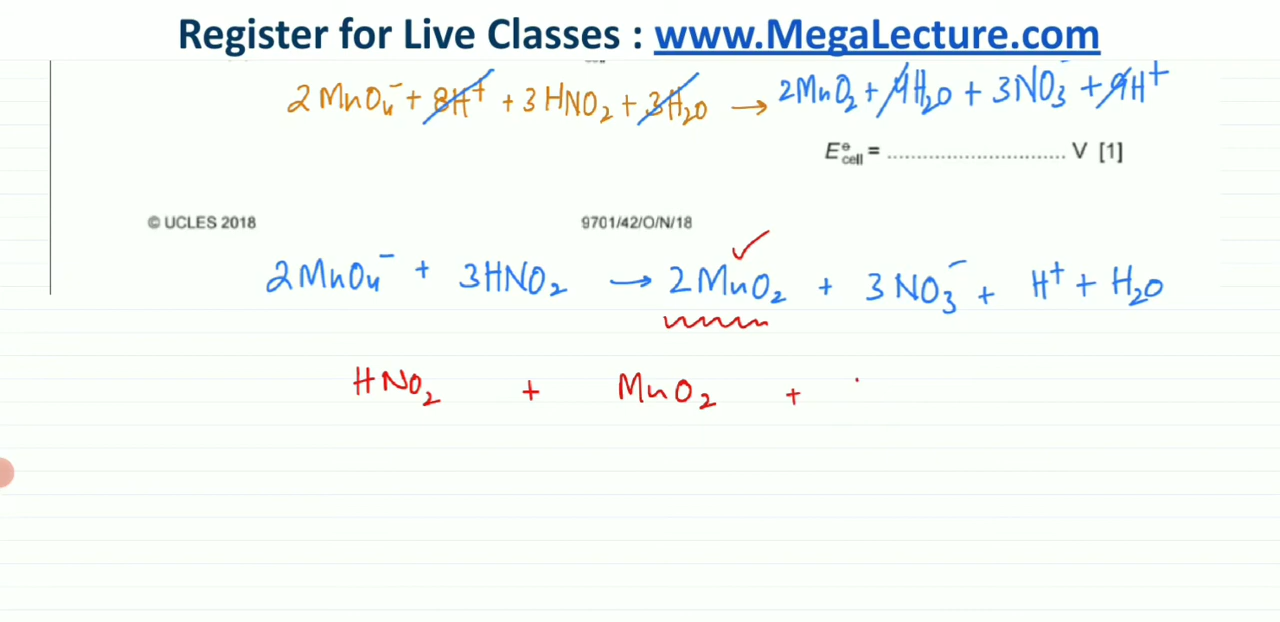 Register for Live Classes : www.MegaLecture.com
2MnO₄⁻ + 8H⁺ + 3HNO₂ + 3H₂O → 2MnO₂ + 4H₂O + 3NO₃⁻ + 9H⁺
E⁰cell = .............................. V [1]
© UCLES 2018 9701/42/O/N/18
2MnO₄⁻ + 3HNO₂ → 2MnO₂ + 3NO₃⁻ + H⁺ + H₂O
HNO₂ + MnO₂ +